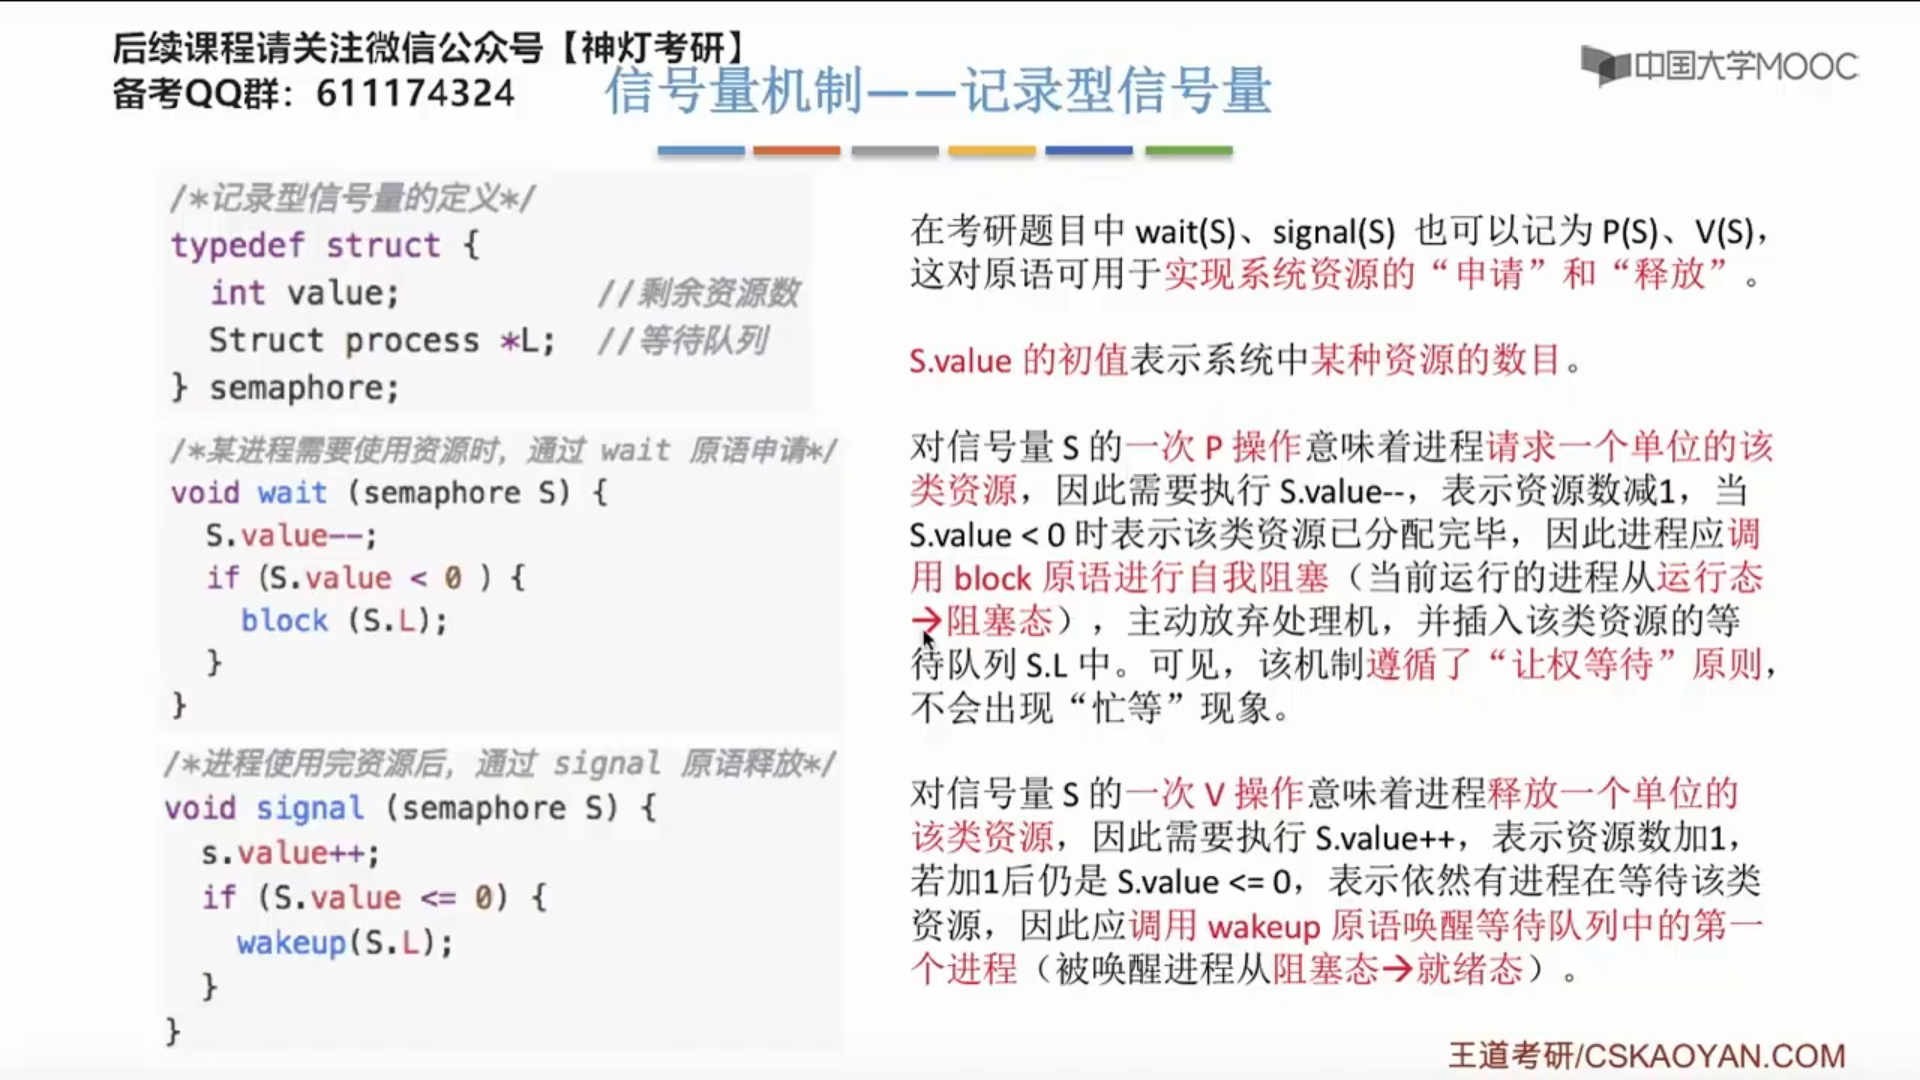 后续课程请关注微信公众号【神灯考研】
备考QQ群：611174324
中国大学MOOC
信号量机制——记录型信号量
/*记录型信号量的定义*/
typedef struct {
int value; //剩余资源数
Struct process *L; //等待队列
} semaphore;
/*某进程需要使用资源时，通过 wait 原语申请*/
void wait (semaphore S) {
S.value--;
if (S.value < 0 ) {
block (S.L);
}
}
/*进程使用完资源后，通过 signal 原语释放*/
void signal (semaphore S) {
s.value++;
if (S.value <= 0) {
wakeup(S.L);
}
}
在考研题目中 wait(S)、signal(S) 也可以记为 P(S)、V(S)，
这对原语可用于实现系统资源的“申请”和“释放”。
S.value 的初值表示系统中某种资源的数目。
对信号量 S 的一次 P 操作意味着进程请求一个单位的该
类资源，因此需要执行 S.value--，表示资源数减1，当
S.value < 0 时表示该类资源已分配完毕，因此进程应调
用 block 原语进行自我阻塞（当前运行的进程从运行态
→阻塞态），主动放弃处理机，并插入该类资源的等
待队列 S.L 中。可见，该机制遵循了“让权等待”原则，
不会出现“忙等”现象。
对信号量 S 的一次 V 操作意味着进程释放一个单位的
该类资源，因此需要执行 S.value++，表示资源数加1，
若加1后仍是 S.value <= 0，表示依然有进程在等待该类
资源，因此应调用 wakeup 原语唤醒等待队列中的第一
个进程（被唤醒进程从阻塞态→就绪态）。
王道考研/CSKAOYAN.COM